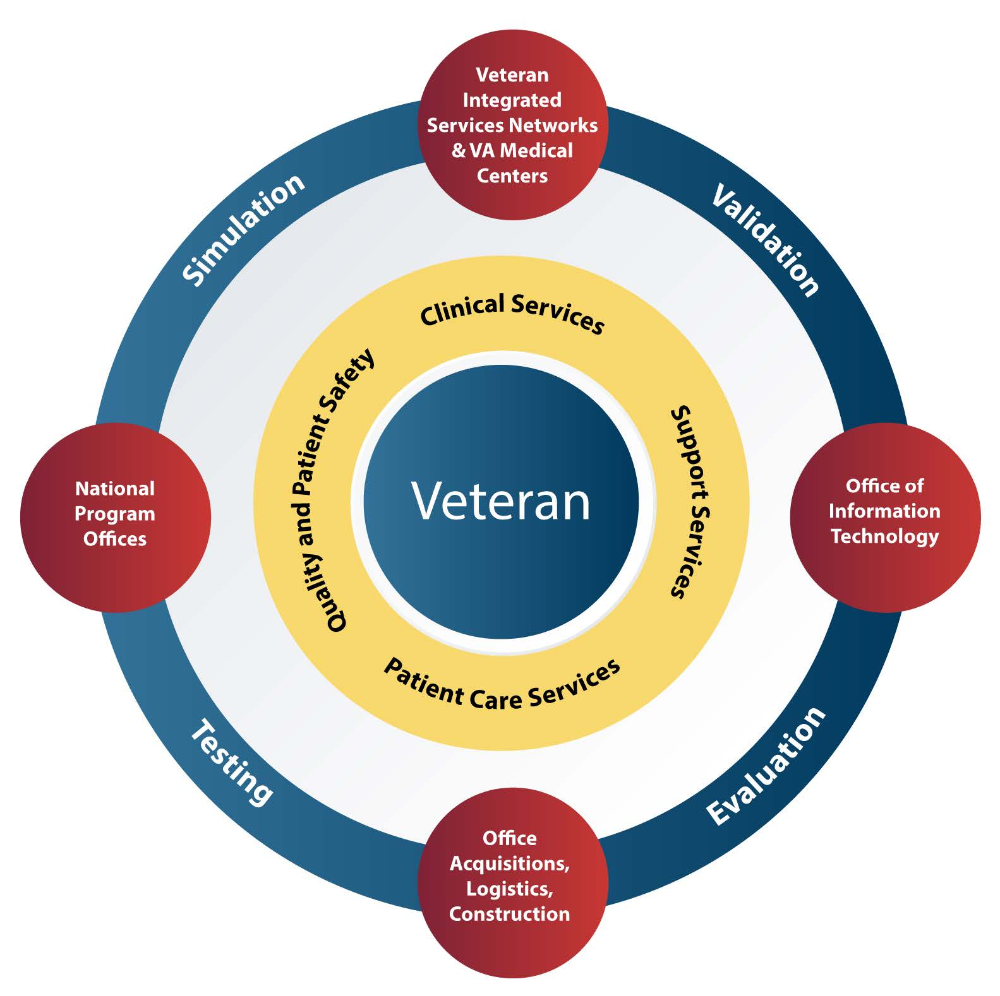 Veteran
Integrated
Services Networks
& VA Medical
Centers
Simulation
Validation
Clinical Services
Quality and Patient Safety
Support Services
Veteran
National
Program
Offices
Office of
Information
Technology
Patient Care Services
Testing
Evaluation
Office
Acquisitions,
Logistics,
Construction